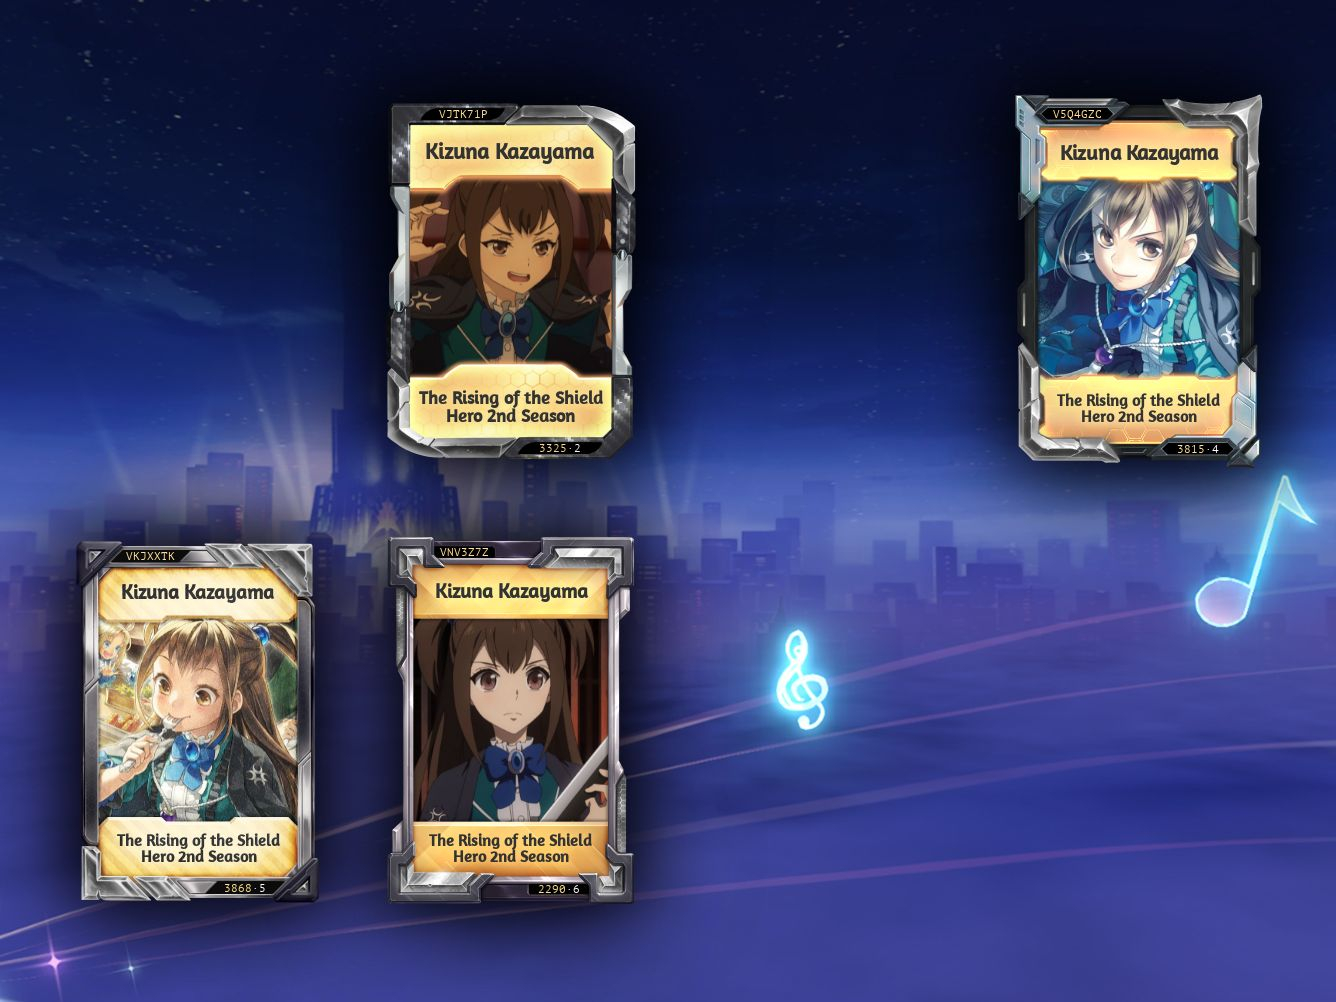 VJTK71P
Kizuna Kazayama
The Rising of the Shield
Hero 2nd Season
3325·2
V5Q4GZC
Kizuna Kazayama
The Rising of the Shield
Hero 2nd Season
3815·4
VKJXXTK
Kizuna Kazayama
The Rising of the Shield
Hero 2nd Season
3868·5
VNV3Z7Z
Kizuna Kazayama
The Rising of the Shield
Hero 2nd Season
2290·6